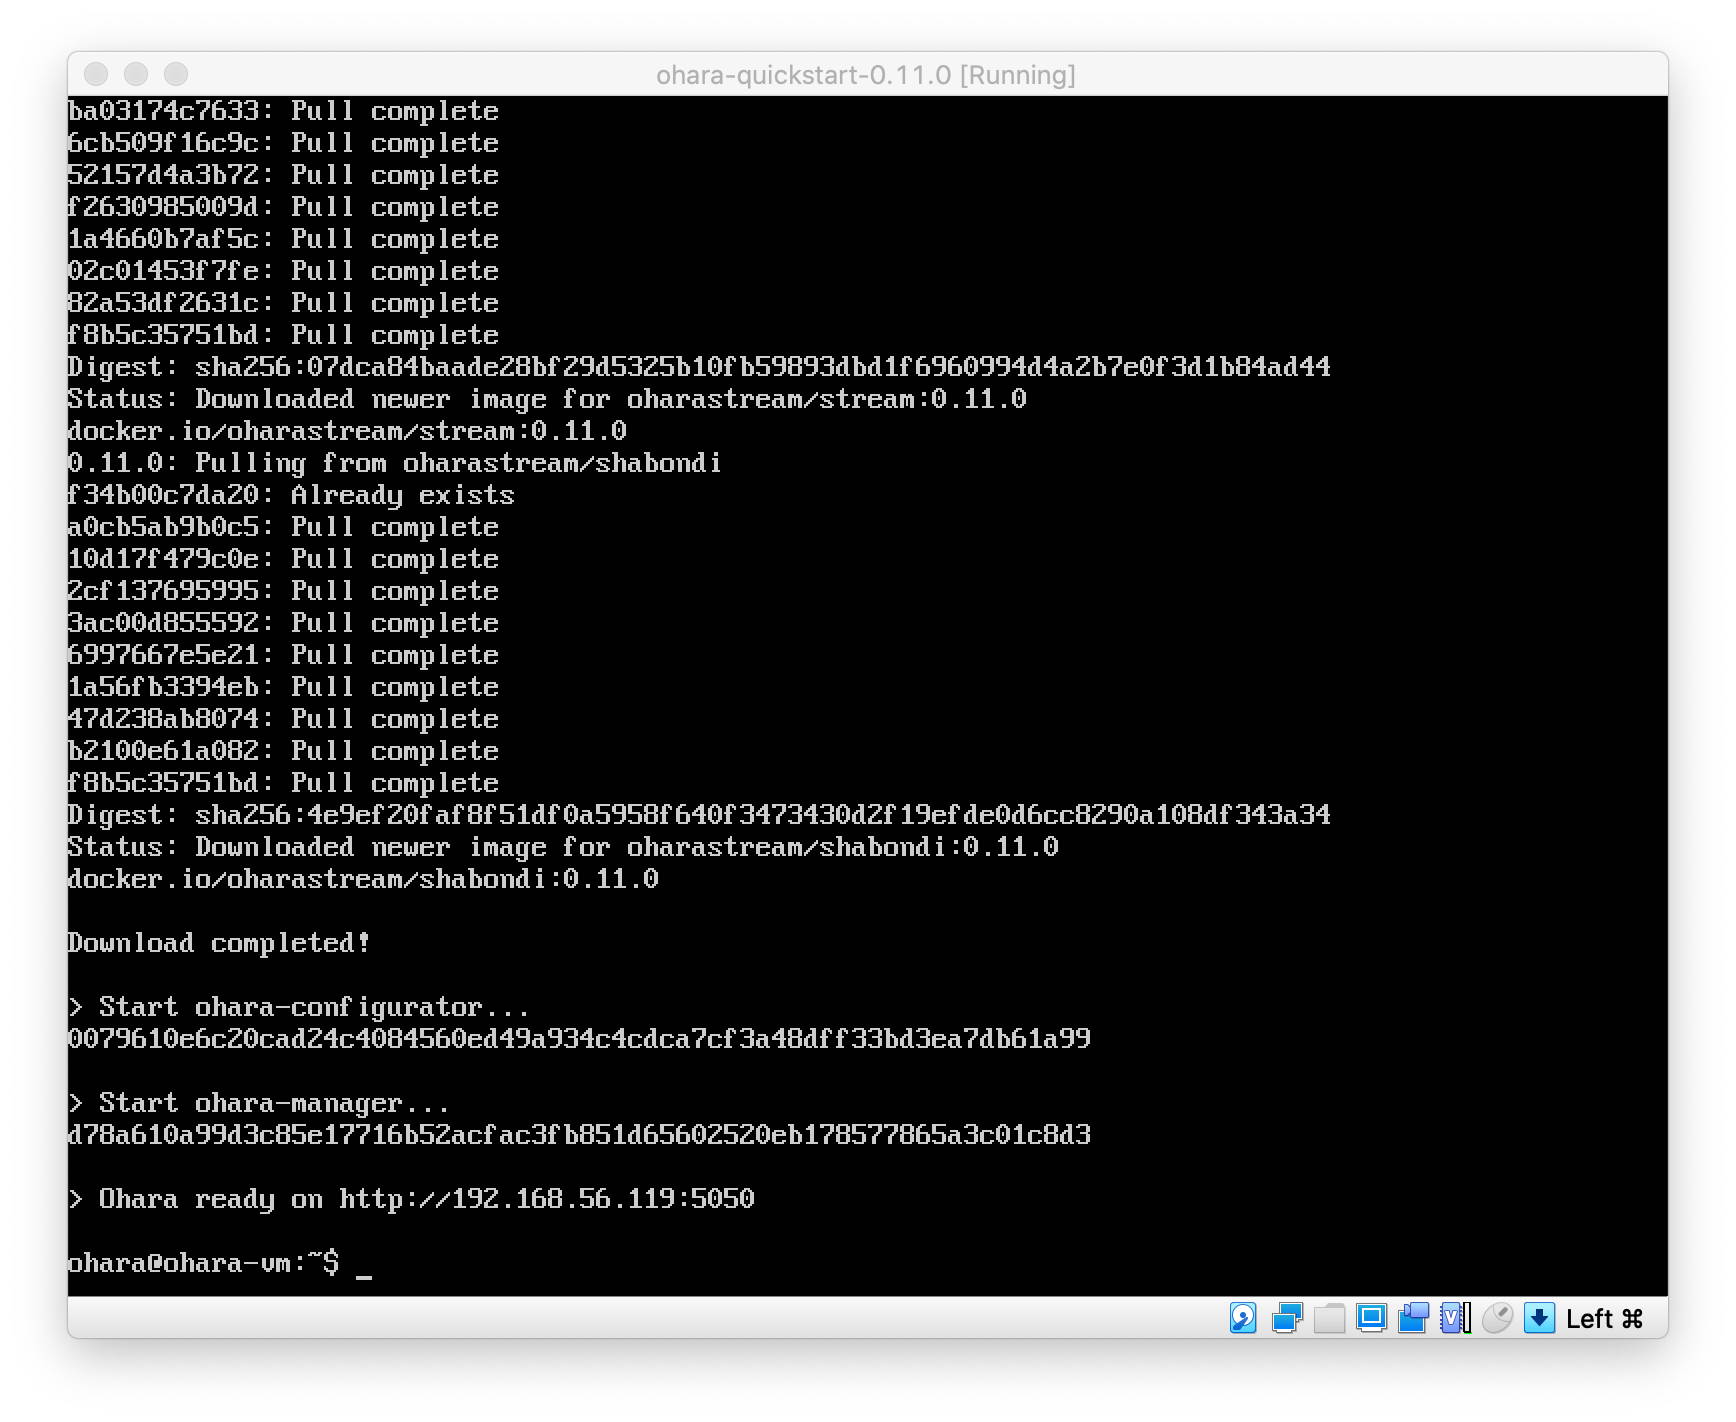 ohara-quickstart-0.11.0 [Running]
ba03174c7633: Pull complete
6cb509f16c9c: Pull complete
52157d4a3b72: Pull complete
f2630985009d: Pull complete
1a4660b7af5c: Pull complete
02c01453f7fe: Pull complete
82a53df2631c: Pull complete
f8b5c35751bd: Pull complete
Digest: sha256:07dca84baade28bf29d5325b10fb59893dbd1f6960994d4a2b7e0f3d1b84ad44
Status: Downloaded newer image for oharastream/stream:0.11.0
docker.io/oharastream/stream:0.11.0
0.11.0: Pulling from oharastream/shabondi
f34b00c7da20: Already exists
a0cb5ab9b0c5: Pull complete
10d17f479c0e: Pull complete
2cf137695995: Pull complete
3ac00d855592: Pull complete
6997667e5e21: Pull complete
1a56fb3394eb: Pull complete
47d238ab8074: Pull complete
b2100e61a082: Pull complete
f8b5c35751bd: Pull complete
Digest: sha256:4e9ef20faf8f51df0a5958f640f3473430d2f19efde0d6cc8290a108df343a34
Status: Downloaded newer image for oharastream/shabondi:0.11.0
docker.io/oharastream/shabondi:0.11.0
Download completed!
> Start ohara-configurator...
0079610e6c20cad24c4084560ed49a934c4cdca7cf3a48dff33bd3ea7db61a99
> Start ohara-manager...
d78a610a99d3c85e17716b52acfac3fb851d65602520eb178577865a3c01c8d3
> Ohara ready on http://192.168.56.119:5050
ohara@ohara-vm:~$ _
Left ⌘